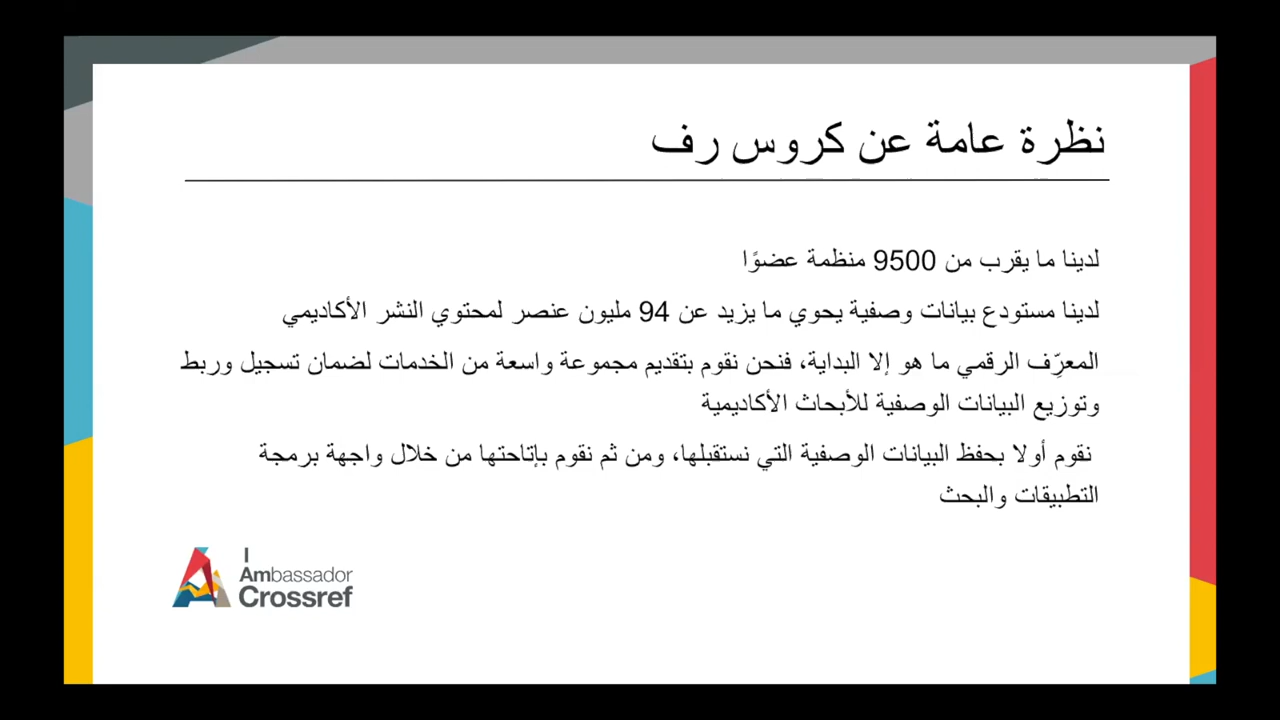 نظرة عامة عن كروس رف
لدينا ما يقرب من 9500 منظمة عضوًا
لدينا مستودع بيانات وصفية يحوي ما يزيد عن 94 مليون عنصر لمحتوي النشر الأكاديمي
المعرِّف الرقمي ما هو إلا البداية، فنحن نقوم بتقديم مجموعة واسعة من الخدمات لضمان تسجيل وربط
وتوزيع البيانات الوصفية للأبحاث الأكاديمية
نقوم أولا بحفظ البيانات الوصفية التي نستقبلها، ومن ثم نقوم بإتاحتها من خلال واجهة برمجة
التطبيقات والبحث
I
Ambassador
Crossref